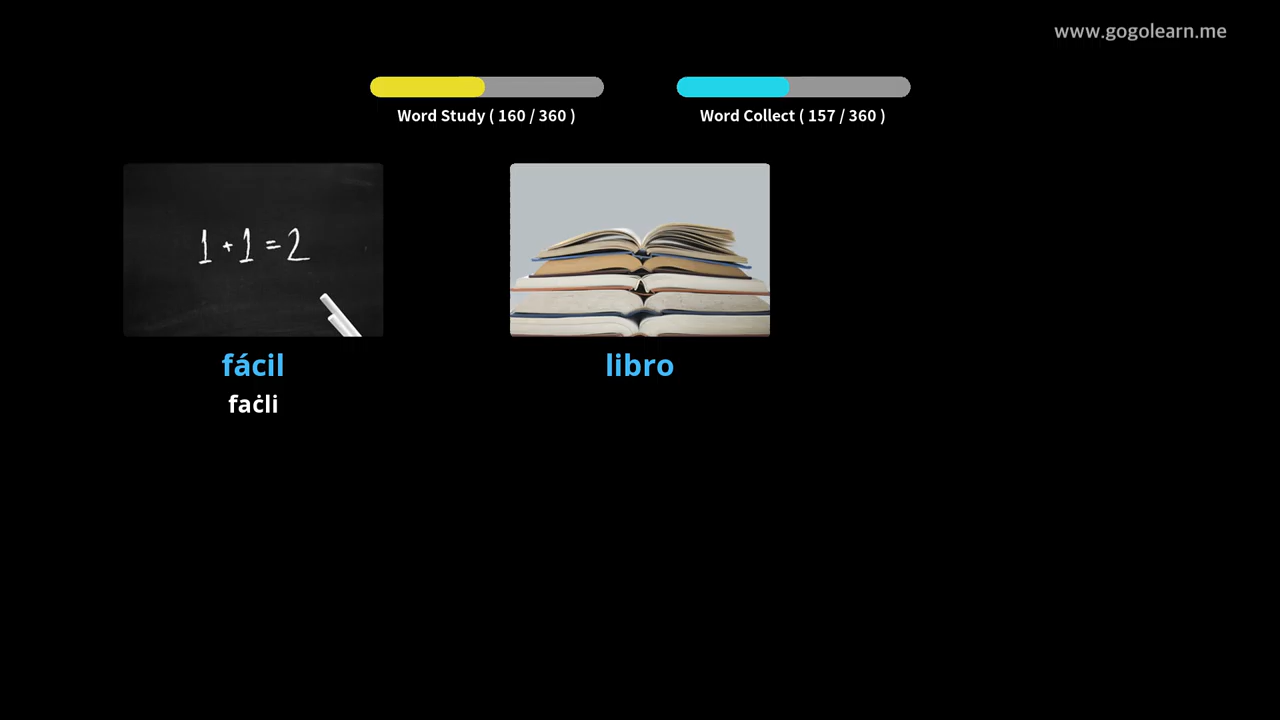 www.gogolearn.me
Word Study ( 160 / 360 )
Word Collect ( 157 / 360 )
1 + 1 = 2
fácil
libro
faċli